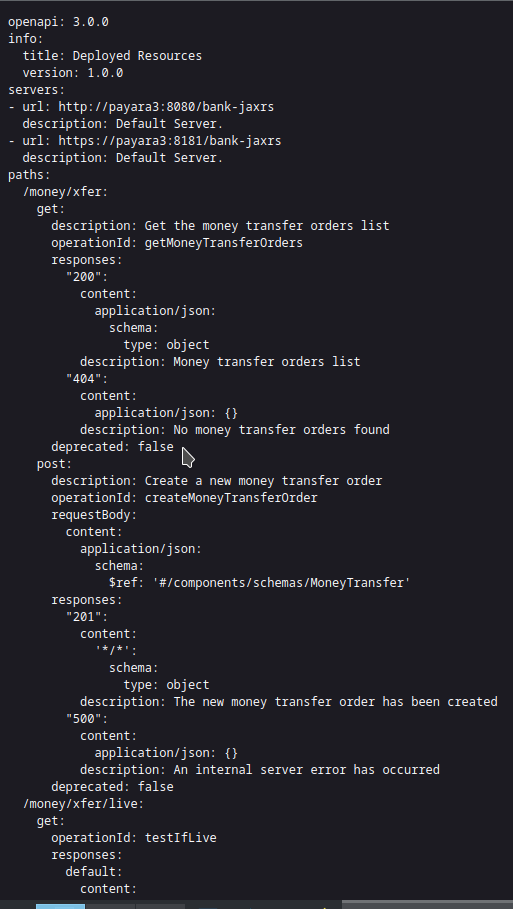 openapi: 3.0.0
info:
  title: Deployed Resources
  version: 1.0.0
servers:
- url: http://payara3:8080/bank-jaxrs
  description: Default Server.
- url: https://payara3:8181/bank-jaxrs
  description: Default Server.
paths:
  /money/xfer:
    get:
      description: Get the money transfer orders list
      operationId: getMoneyTransferOrders
      responses:
        "200":
          content:
            application/json:
              schema:
                type: object
          description: Money transfer orders list
        "404":
          content:
            application/json: {}
          description: No money transfer orders found
      deprecated: false
    post:
      description: Create a new money transfer order
      operationId: createMoneyTransferOrder
      requestBody:
        content:
          application/json:
            schema:
              $ref: '#/components/schemas/MoneyTransfer'
      responses:
        "201":
          content:
            '*/*':
              schema:
                type: object
          description: The new money transfer order has been created
        "500":
          content:
            application/json: {}
          description: An internal server error has occurred
      deprecated: false
  /money/xfer/live:
    get:
      operationId: testIfLive
      responses:
        default:
          content: